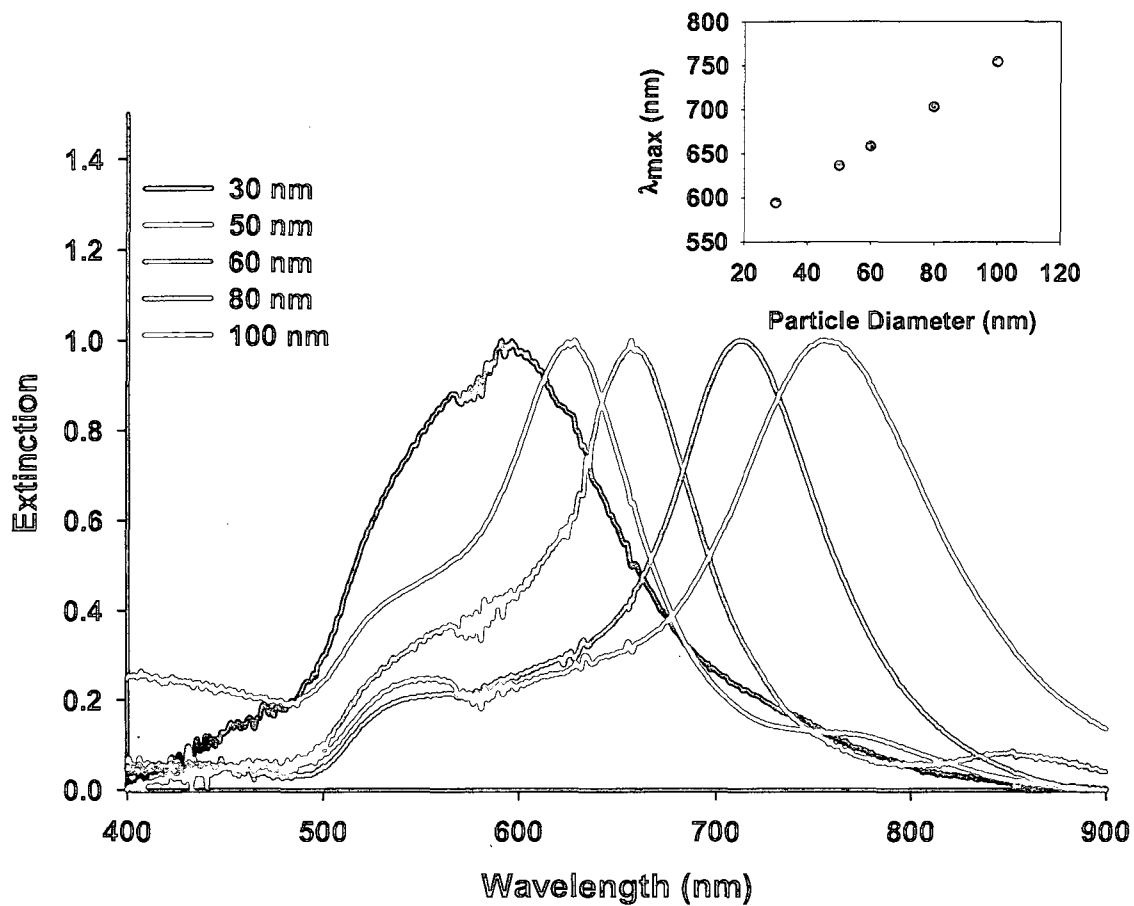 800
750
700
650
600
550
λmax (nm)
20 40 60 80 100 120
Particle Diameter (nm)
30 nm
50 nm
60 nm
80 nm
100 nm
1.4
1.2
1.0
0.8
0.6
0.4
0.2
0.0
Extinction
400 500 600 700 800 900
Wavelength (nm)